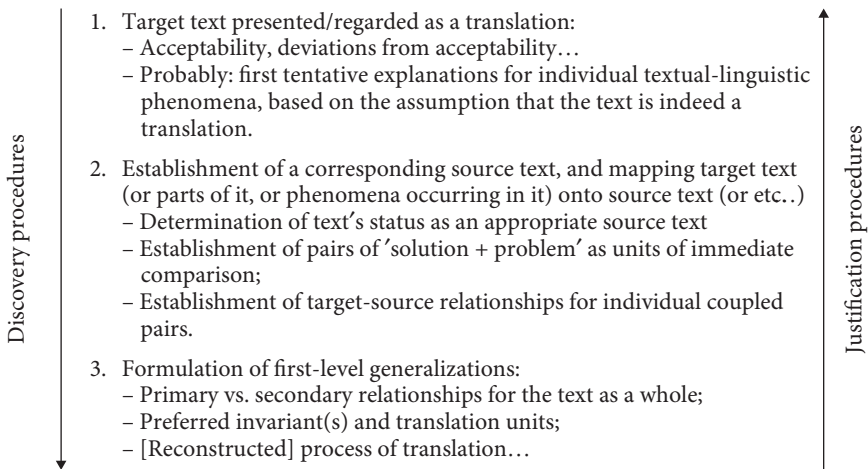 Discovery procedures
1. Target text presented/regarded as a translation:
– Acceptability, deviations from acceptability…
– Probably: first tentative explanations for individual textual-linguistic
phenomena, based on the assumption that the text is indeed a
translation.
2. Establishment of a corresponding source text, and mapping target text
(or parts of it, or phenomena occurring in it) onto source text (or etc..)
– Determination of text′s status as an appropriate source text
– Establishment of pairs of ′solution + problem′ as units of immediate
comparison;
– Establishment of target-source relationships for individual coupled
pairs.
3. Formulation of first-level generalizations:
– Primary vs. secondary relationships for the text as a whole;
– Preferred invariant(s) and translation units;
– [Reconstructed] process of translation…
Justification procedures